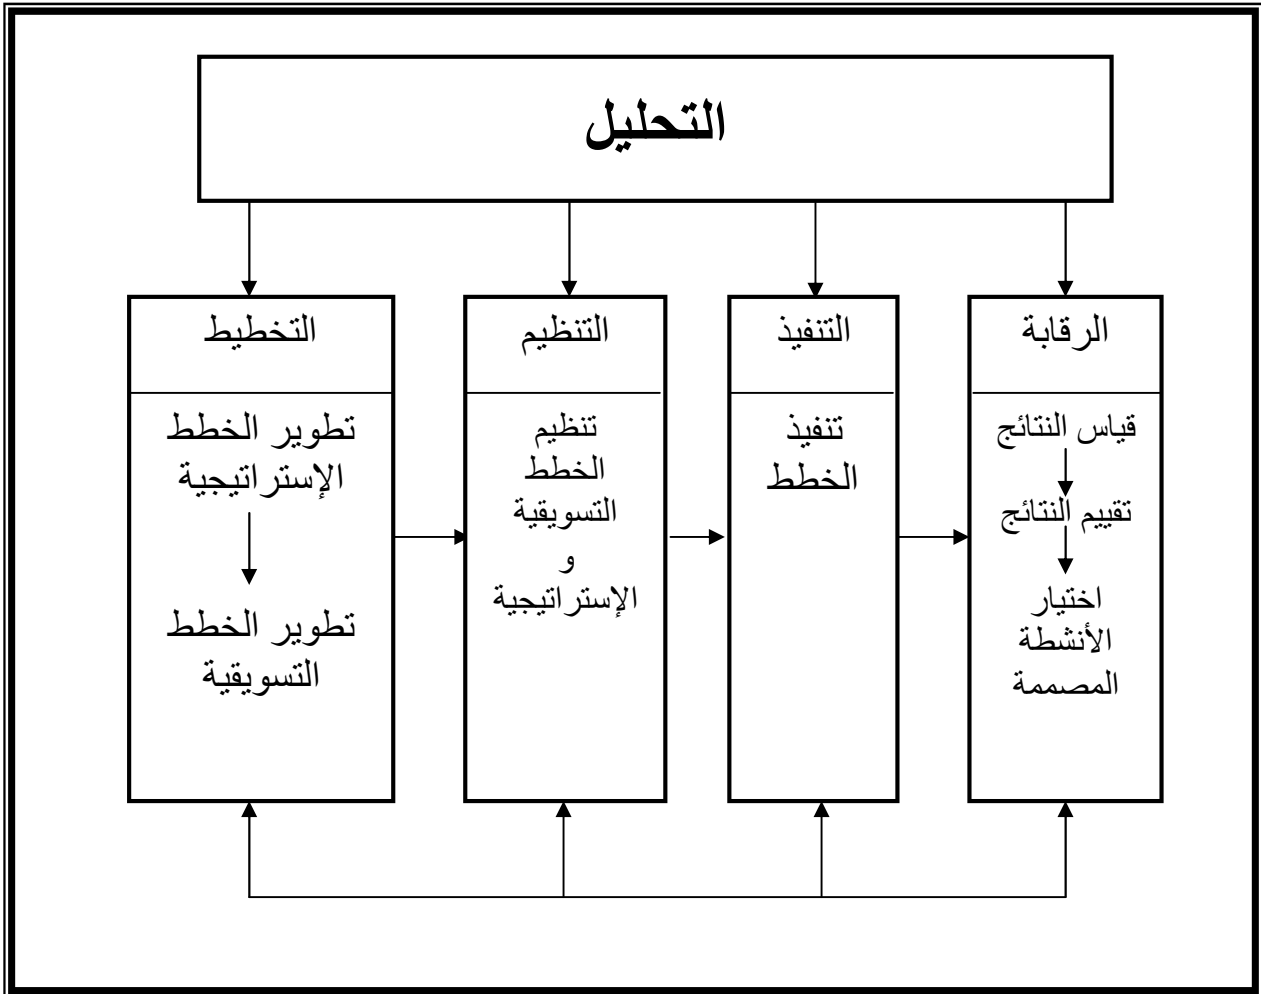 التحليل
التخطيط
تطوير الخطط
الإستراتيجية
تطوير الخطط
التسويقية
التنظيم
تنظيم
الخطط
التسويقية
و
الإستراتيجية
التنفيذ
تنفيذ
الخطط
الرقابة
قياس النتائج
تقييم النتائج
اختيار
الأنشطة
المصممة